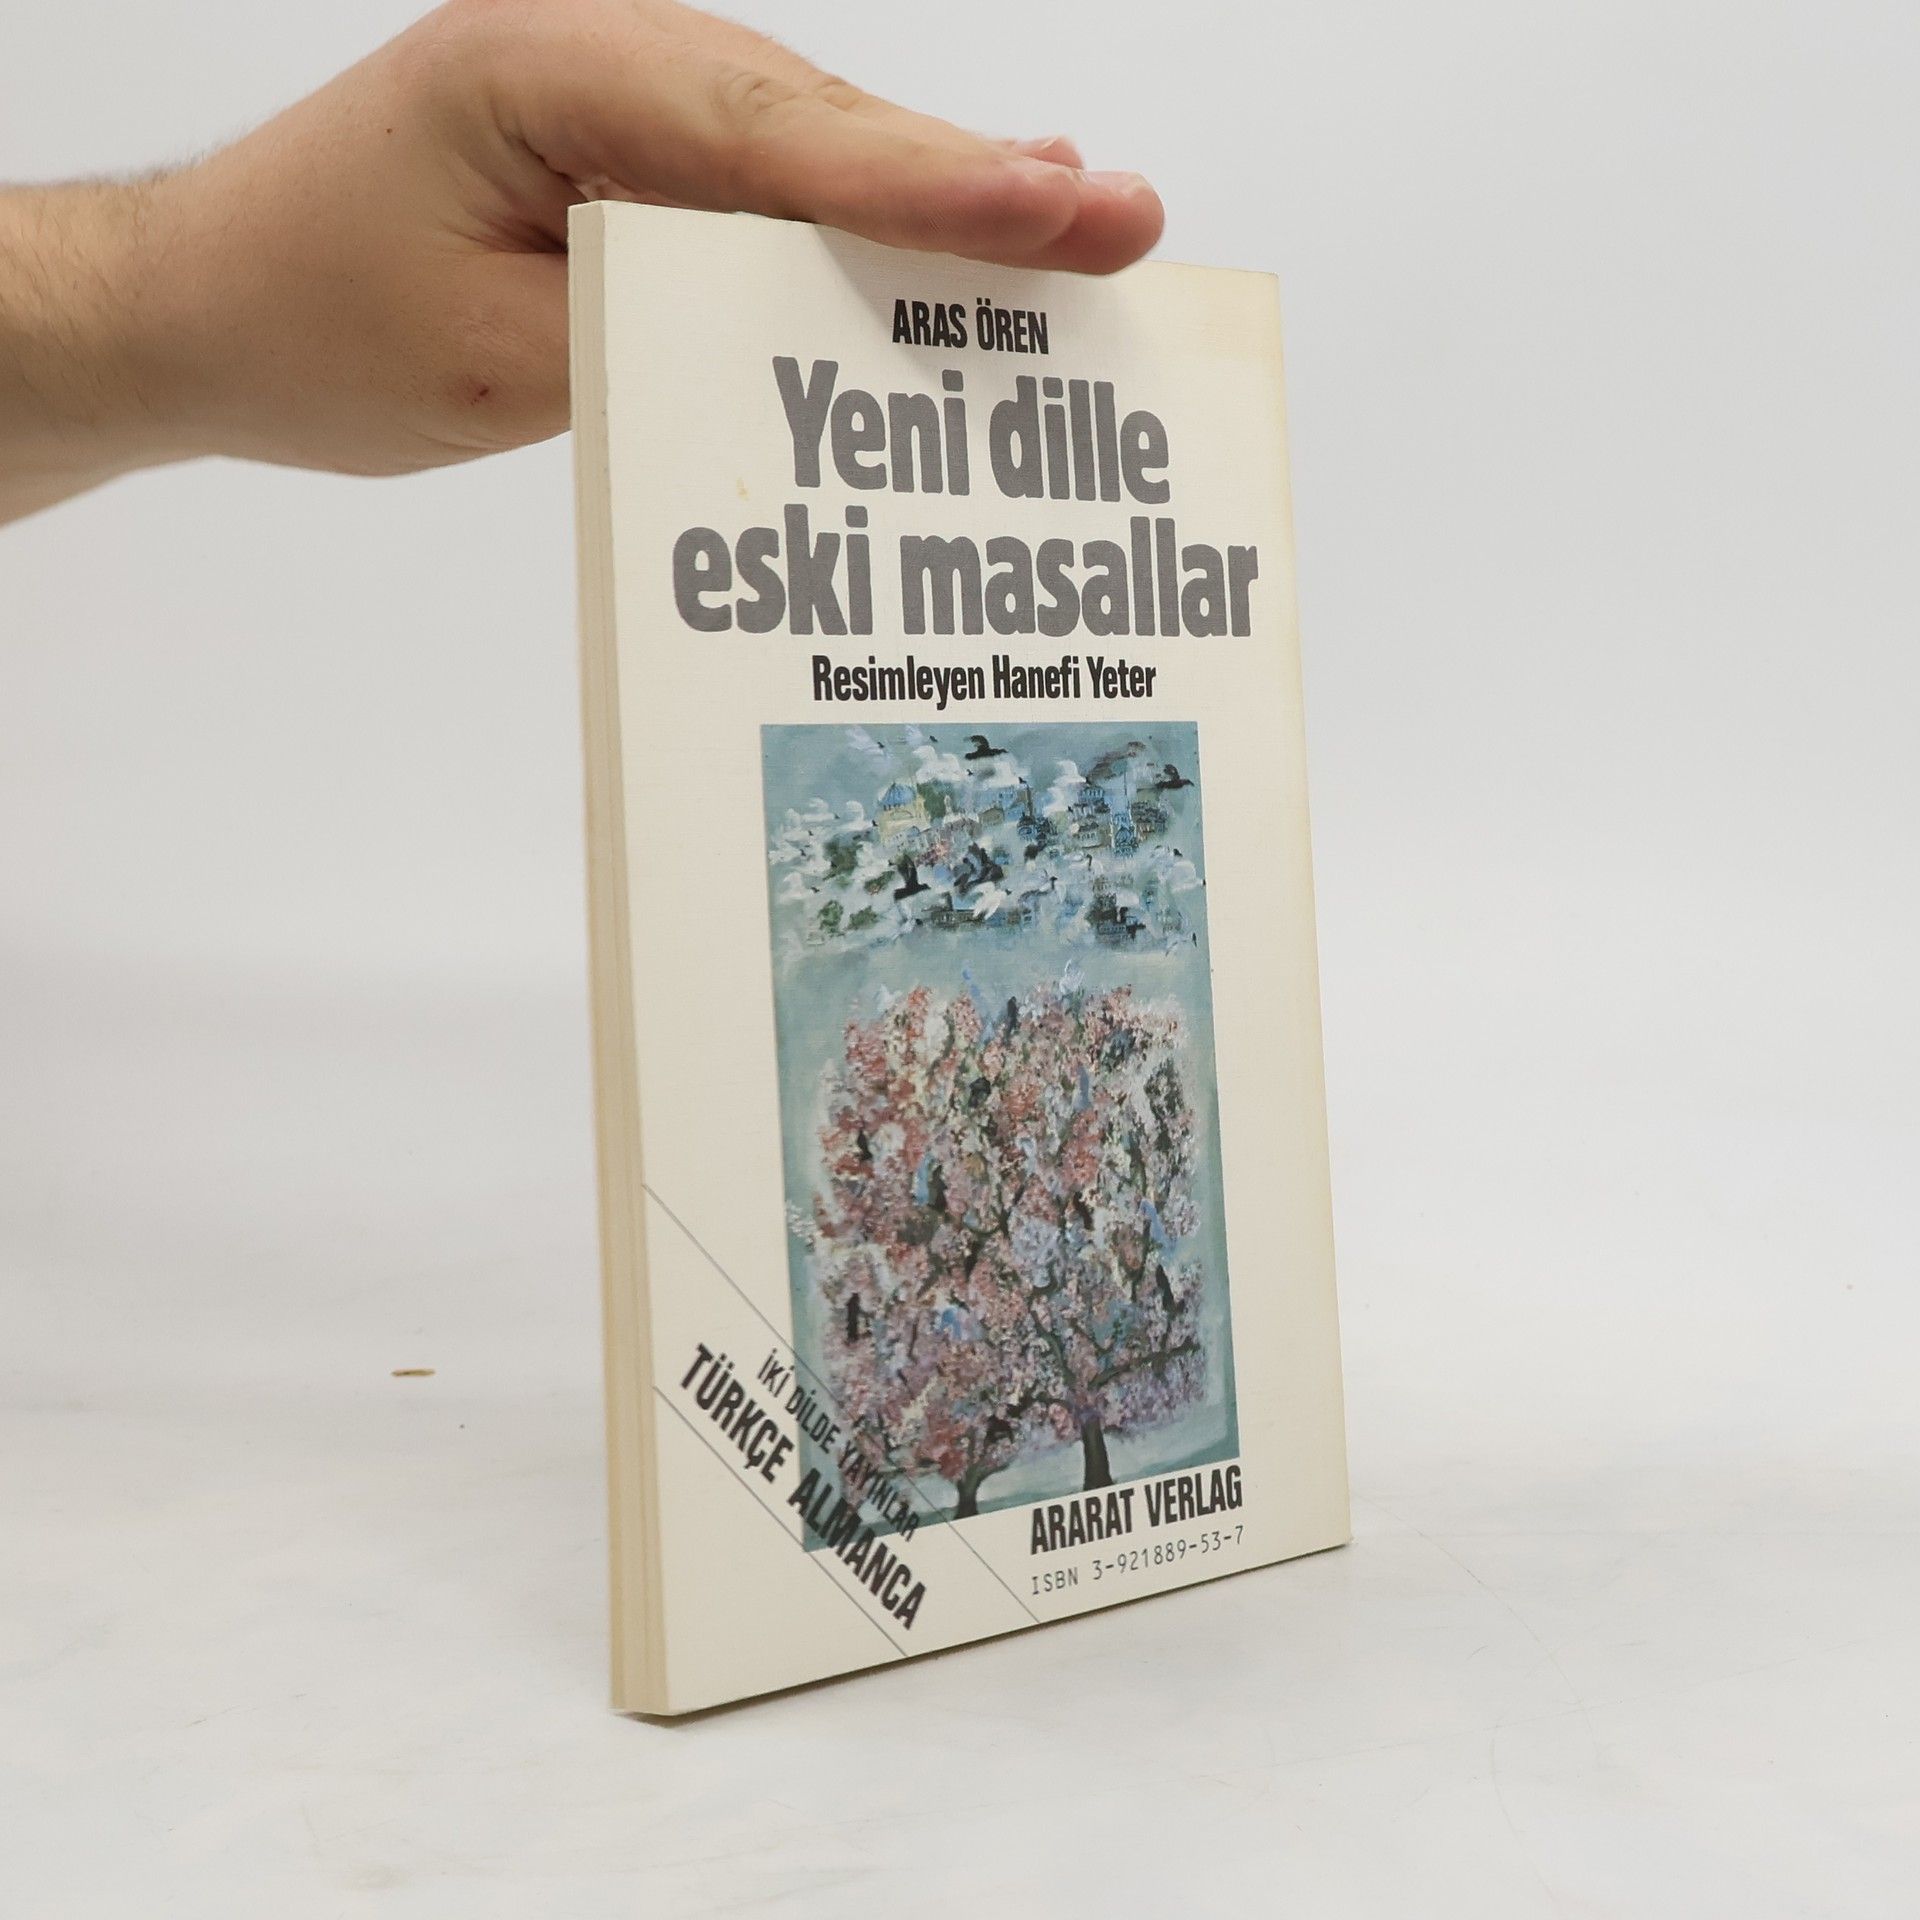 ARAS ÖREN
Yeni dille
eski masallar
Resimleyen Hanefi Yeter
İKİ DİLDE YAYINLAR
TÜRKÇE ALMANCA
ARARAT VERLAG
ISBN 3-921889-53-7